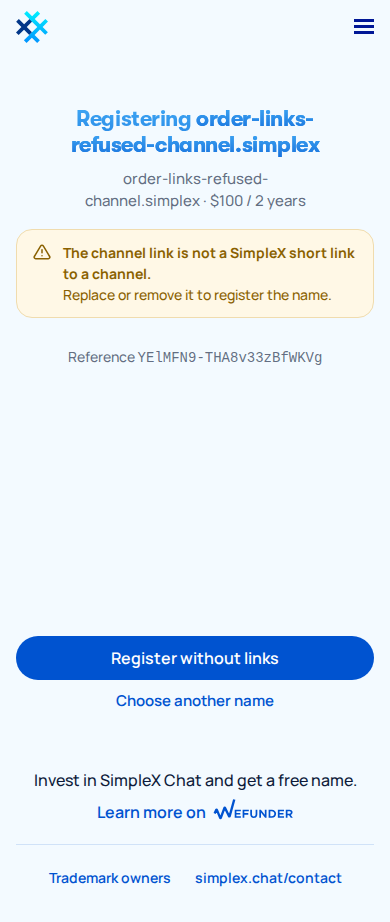 Registering order-links-
refused-channel.simplex
order-links-refused-
channel.simplex · $100 / 2 years
The channel link is not a SimpleX short link
to a channel.
Replace or remove it to register the name.
Reference YElMFN9-THA8v33zBfWKVg
Register without links
Choose another name
Invest in SimpleX Chat and get a free name.
Learn more on WEFUNDER
Trademark owners simplex.chat/contact